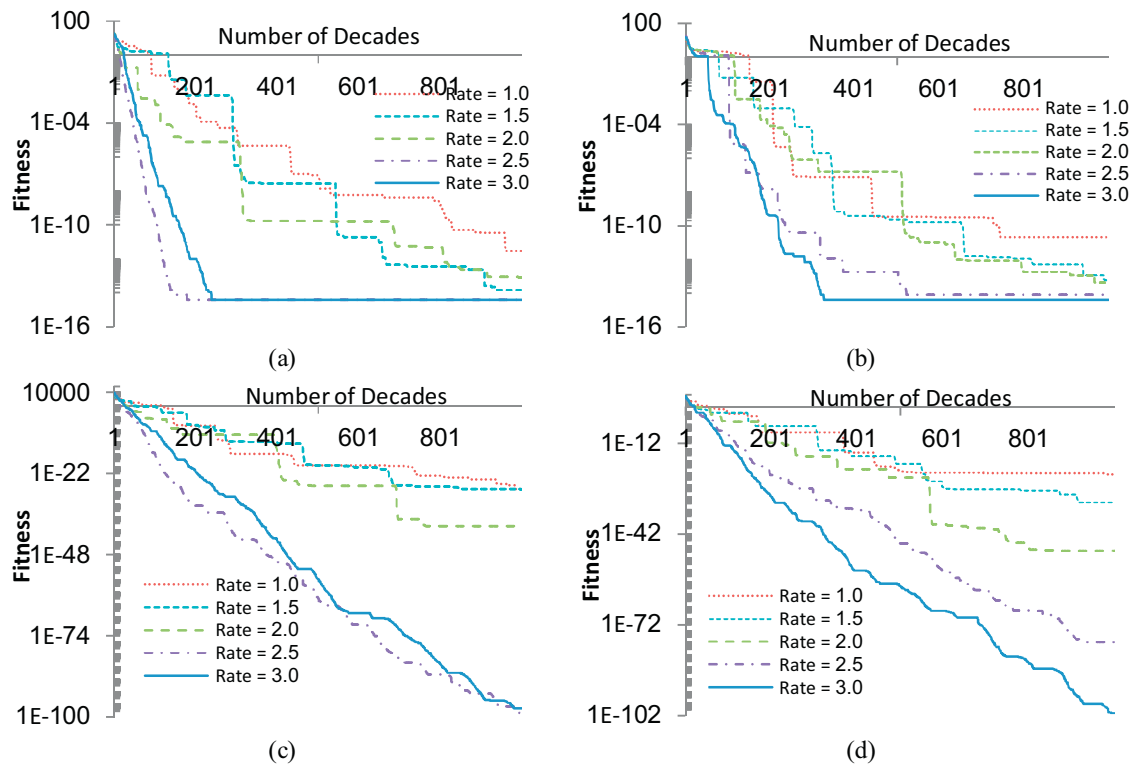 100
Number of Decades
1 201 401 601 801
1E-04
1E-10
1E-16
Fitness
Rate = 1.0
Rate = 1.5
Rate = 2.0
Rate = 2.5
Rate = 3.0
(a)
100
Number of Decades
1 201 401 601 801
1E-04
1E-10
1E-16
Fitness
Rate = 1.0
Rate = 1.5
Rate = 2.0
Rate = 2.5
Rate = 3.0
(b)
10000
Number of Decades
1 201 401 601 801
1E-22
1E-48
1E-74
1E-100
Fitness
Rate = 1.0
Rate = 1.5
Rate = 2.0
Rate = 2.5
Rate = 3.0
(c)
Number of Decades
1 201 401 601 801
1E-12
1E-42
1E-72
1E-102
Fitness
Rate = 1.0
Rate = 1.5
Rate = 2.0
Rate = 2.5
Rate = 3.0
(d)